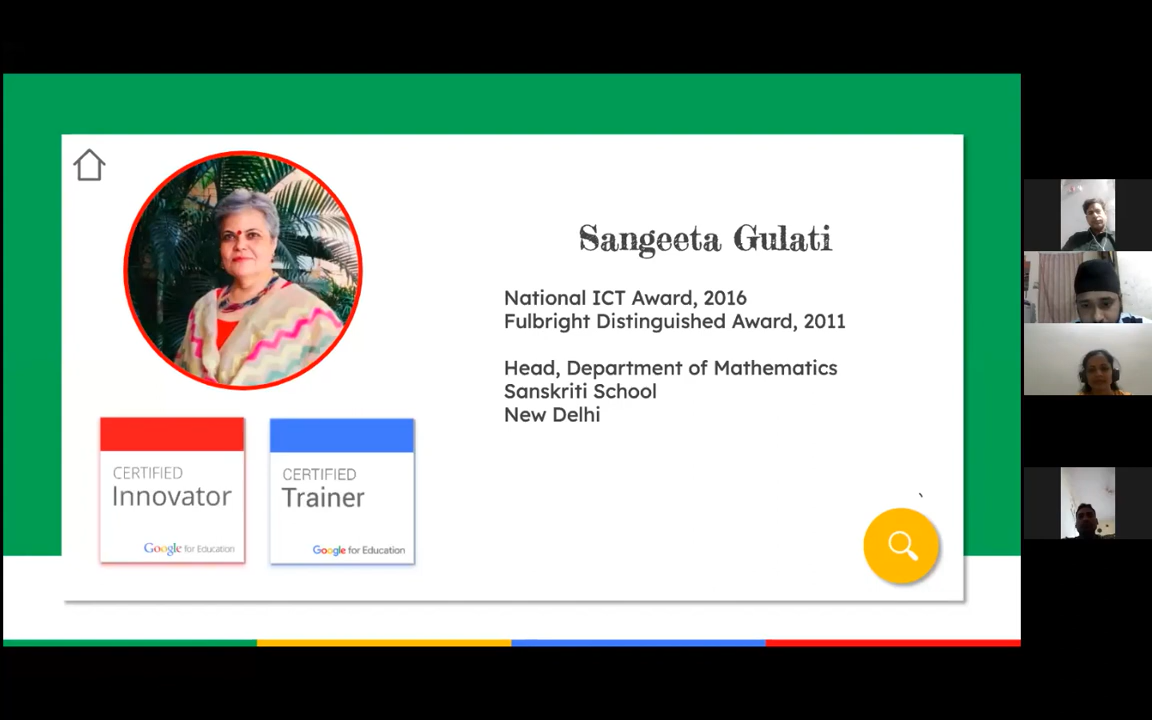 Sangeeta Gulati
National ICT Award, 2016
Fulbright Distinguished Award, 2011
Head, Department of Mathematics
Sanskriti School
New Delhi
CERTIFIED
Innovator
Google for Education
CERTIFIED
Trainer
Google for Education